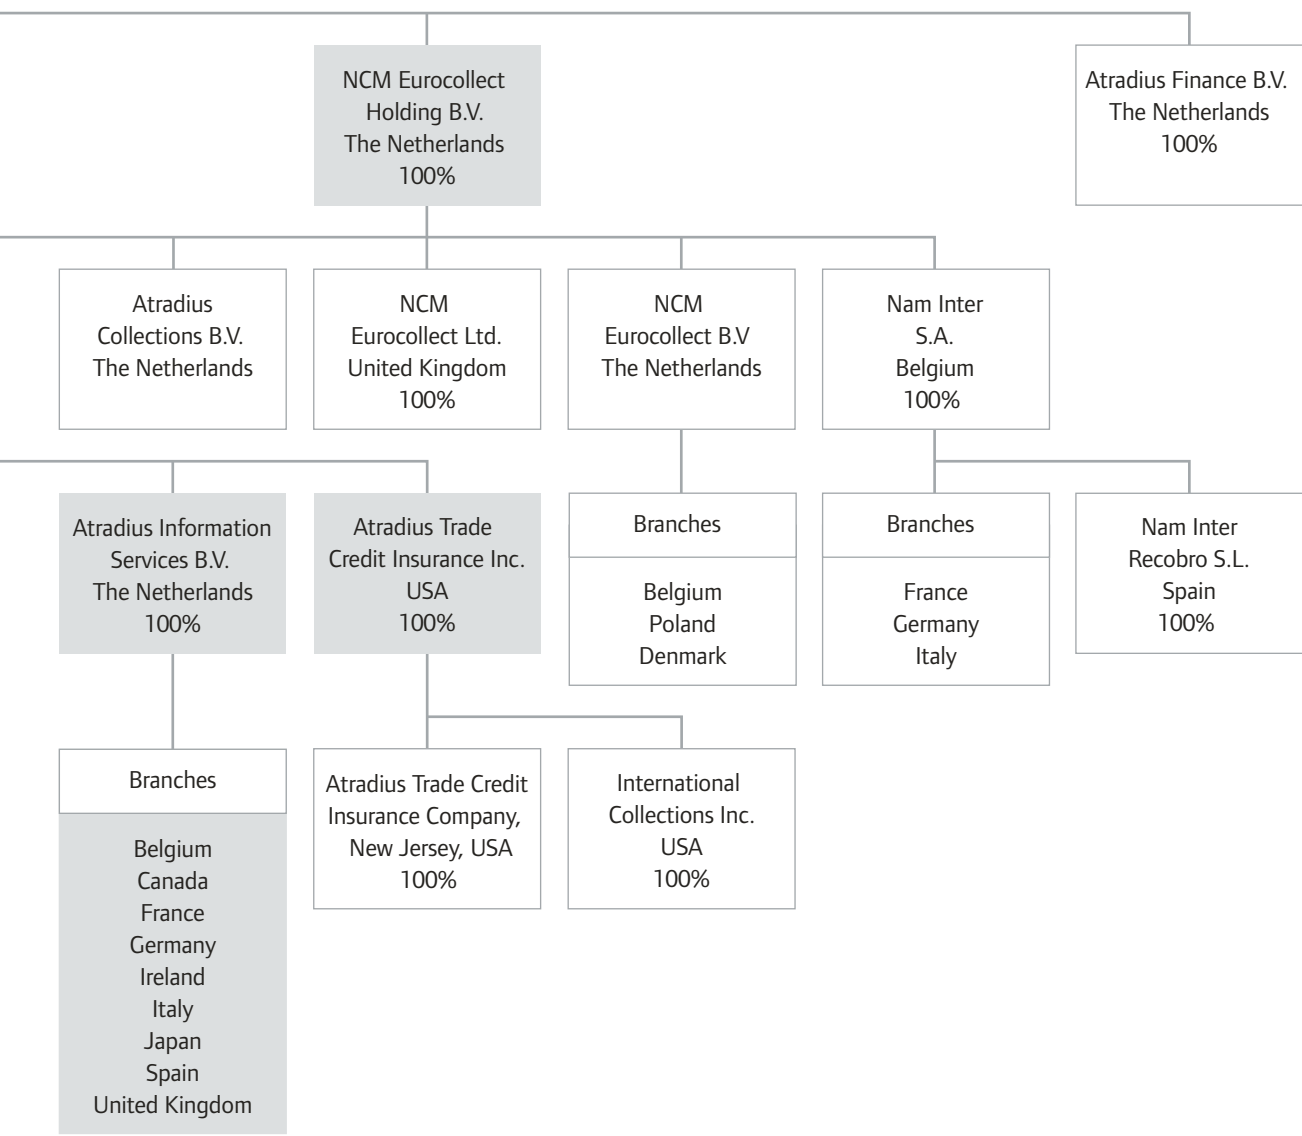 NCM Eurocollect
Holding B.V.
The Netherlands
100%
Atradius Finance B.V.
The Netherlands
100%
Atradius
Collections B.V.
The Netherlands
NCM
Eurocollect Ltd.
United Kingdom
100%
NCM
Eurocollect B.V
The Netherlands
Nam Inter
S.A.
Belgium
100%
Atradius Information
Services B.V.
The Netherlands
100%
Atradius Trade
Credit Insurance Inc.
USA
100%
Branches
Belgium
Poland
Denmark
Branches
France
Germany
Italy
Nam Inter
Recobro S.L.
Spain
100%
Branches
Belgium
Canada
France
Germany
Ireland
Italy
Japan
Spain
United Kingdom
Atradius Trade Credit
Insurance Company,
New Jersey, USA
100%
International
Collections Inc.
USA
100%